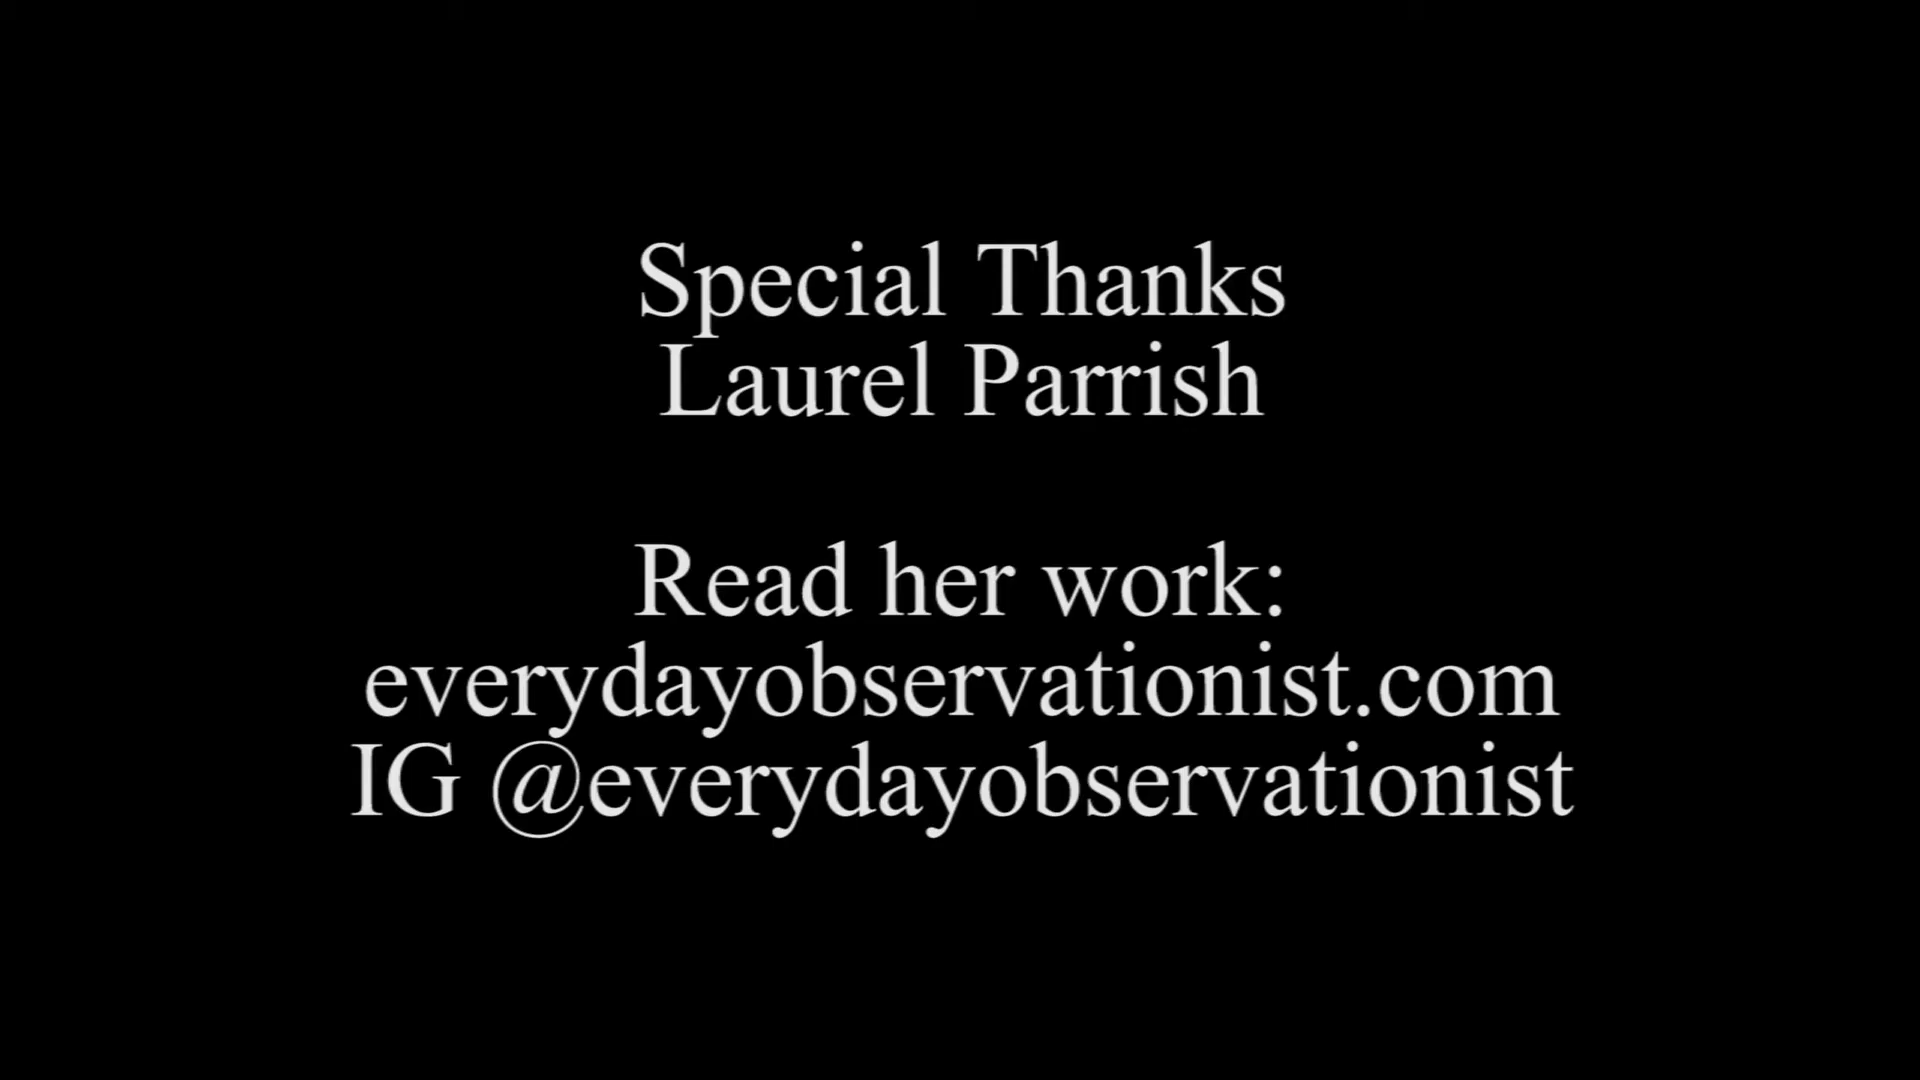 Special Thanks
Laurel Parrish
Read her work:
everydayobservationist.com
IG @everydayobservationist